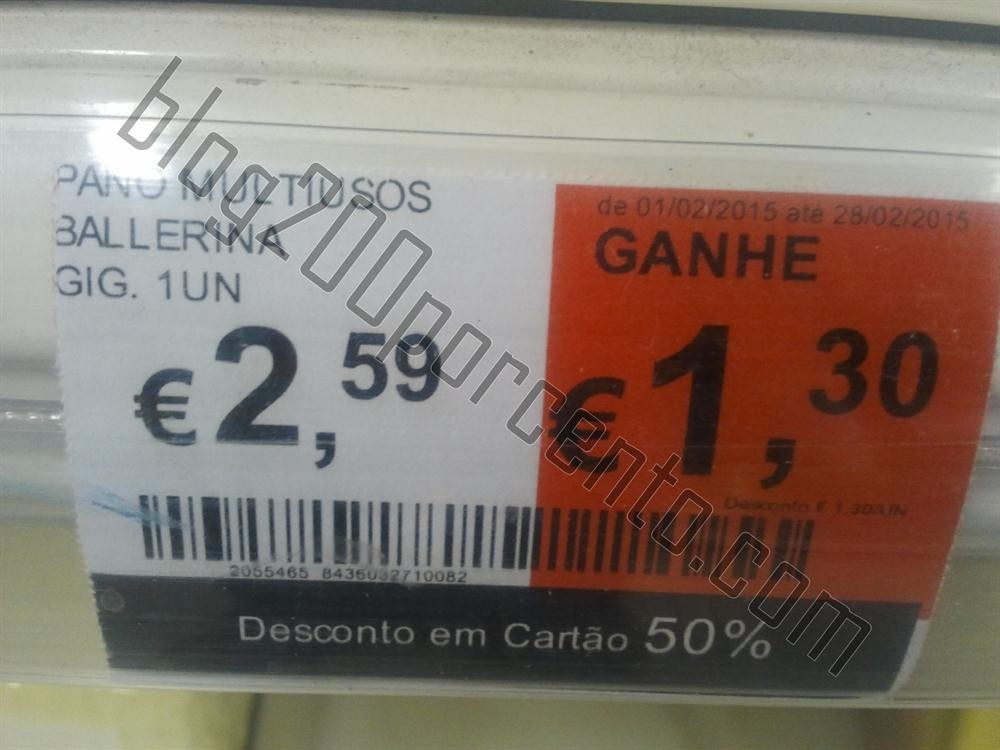 PANO MULTIUSOS
BALLERINA
GIG. 1UN
€2,59
de 01/02/2015 até 28/02/2015
GANHE
€1,30
Desconto € 1,30/UN
2055465 8436032710082
Desconto em Cartão 50%
blog200porcento.com